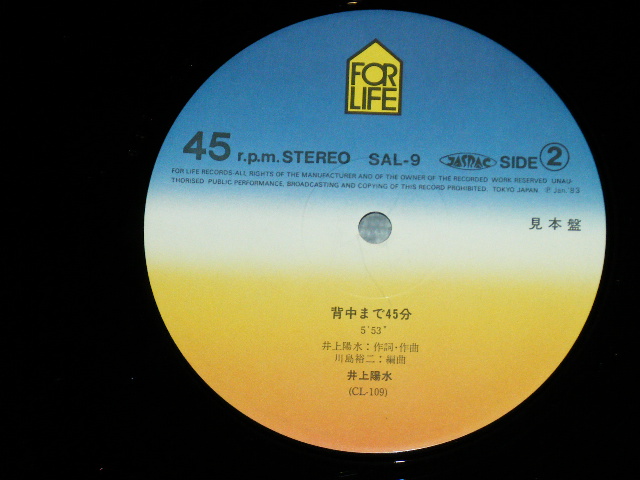 FOR
LIFE
45 r.p.m. STEREO SAL-9 JASRAC SIDE 2
FOR LIFE RECORDS·ALL RIGHTS OF THE MANUFACTURER AND OF THE OWNER OF THE RECORDED WORK RESERVED UNAU-
THORISED PUBLIC PERFORMANCE, BROADCASTING AND COPYING OF THIS RECORD PROHIBITED. TOKYO JAPAN ℗ Jan. '83
見本盤
背中まで45分
5'53"
井上陽水：作詞・作曲
川島裕二：編曲
井上陽水
(CL-109)